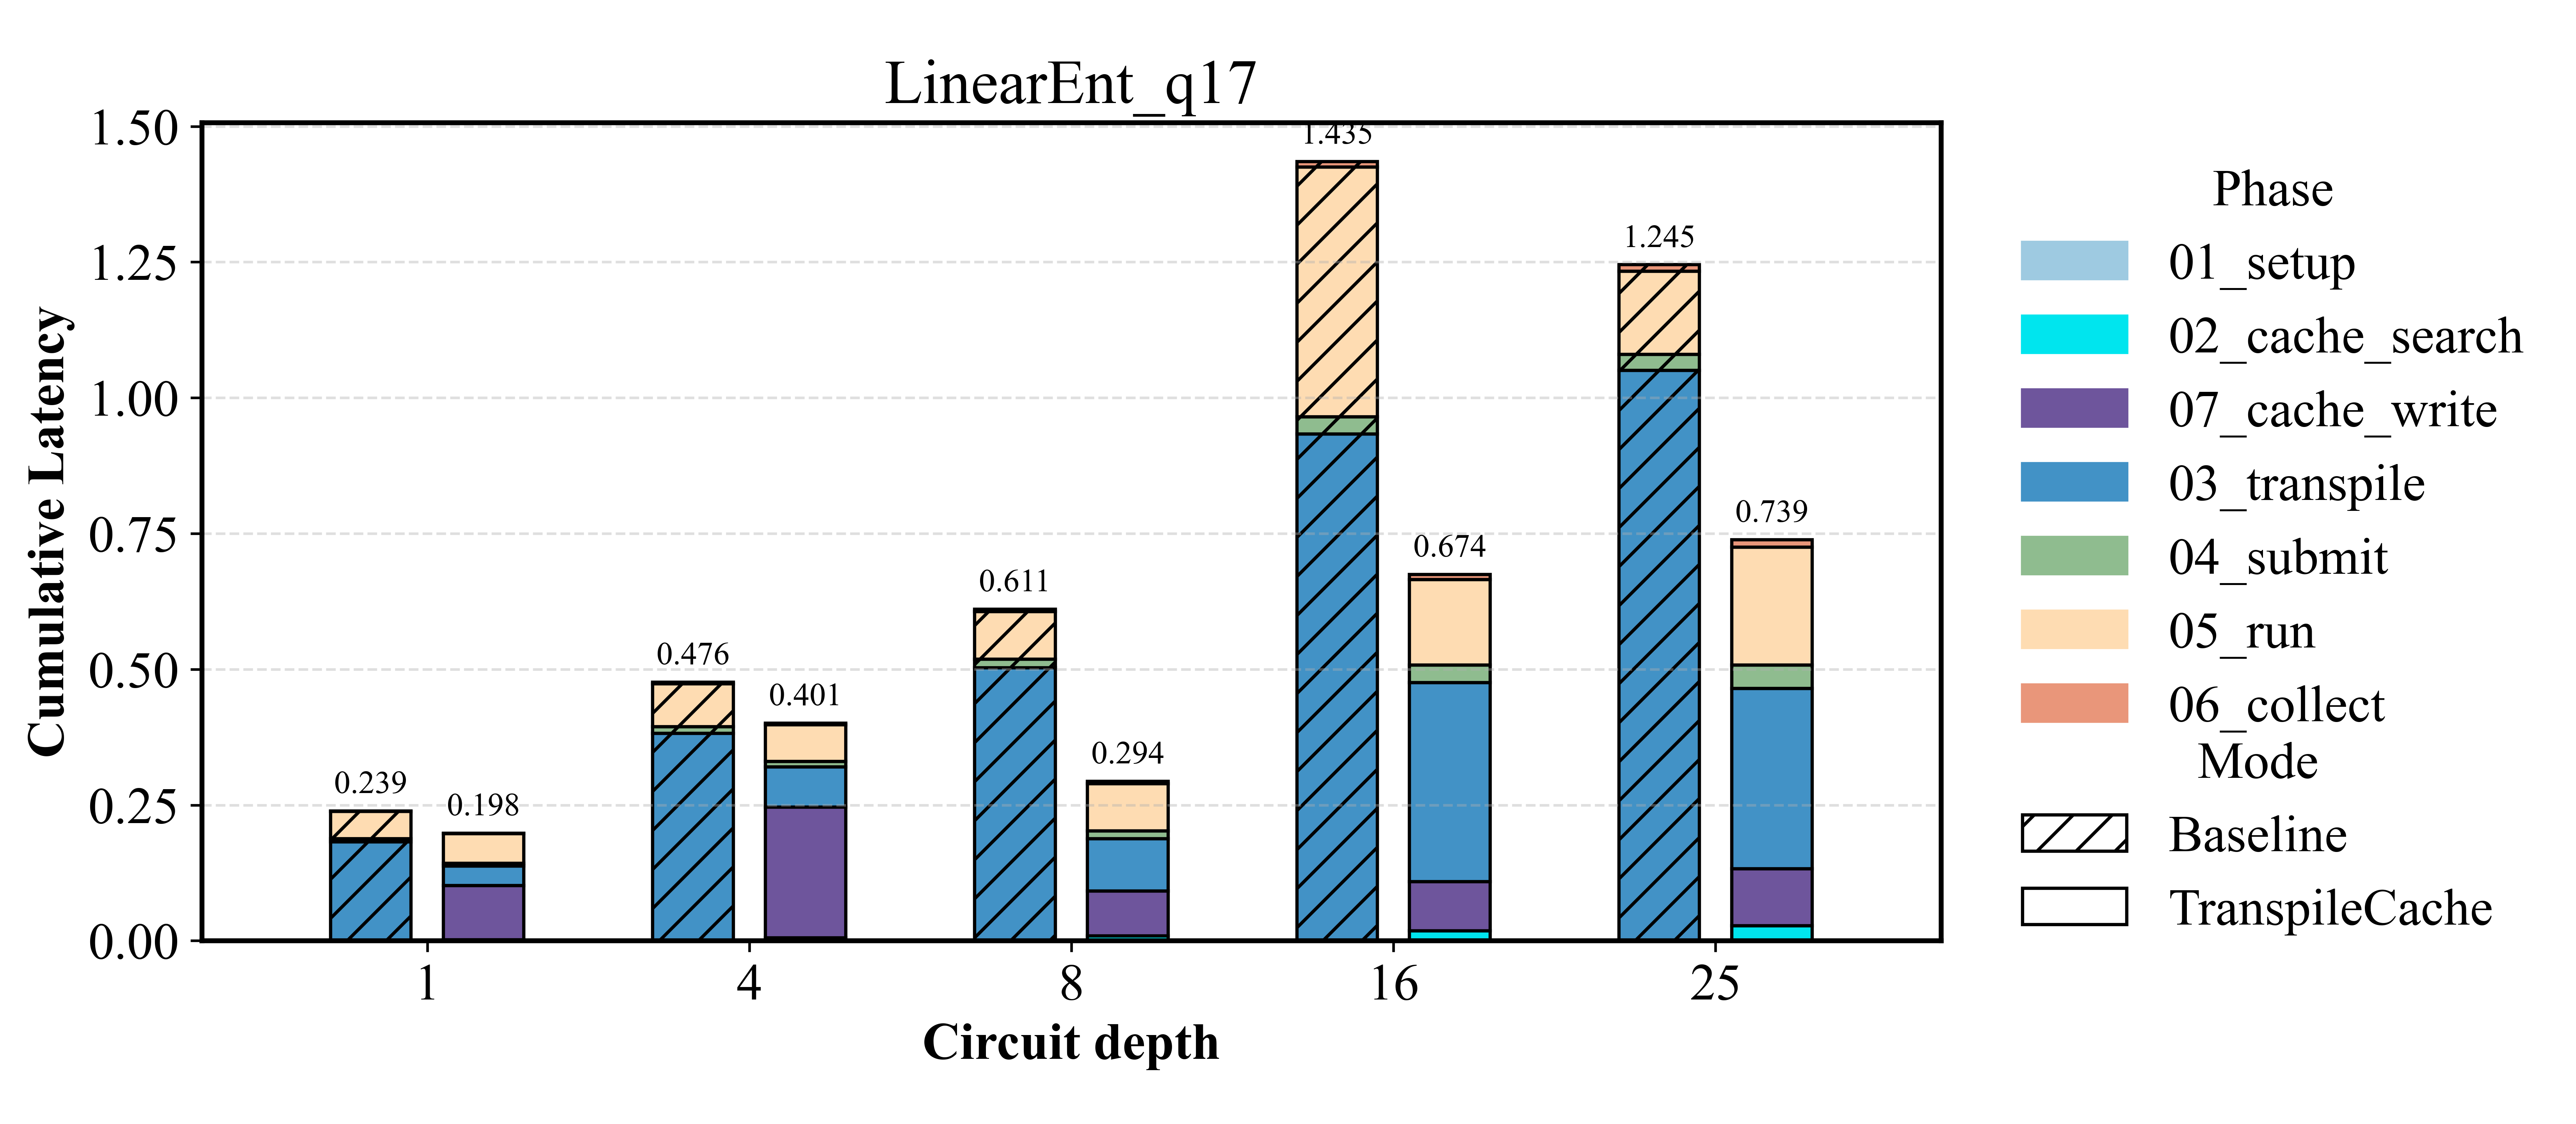 LinearEnt_q17
Cumulative Latency
1.50
1.25
1.00
0.75
0.50
0.25
0.00
0.239
0.198
0.476
0.401
0.611
0.294
1.435
0.674
1.245
0.739
1
4
8
16
25
Circuit depth
Phase
01_setup
02_cache_search
07_cache_write
03_transpile
04_submit
05_run
06_collect
Mode
Baseline
TranspileCache